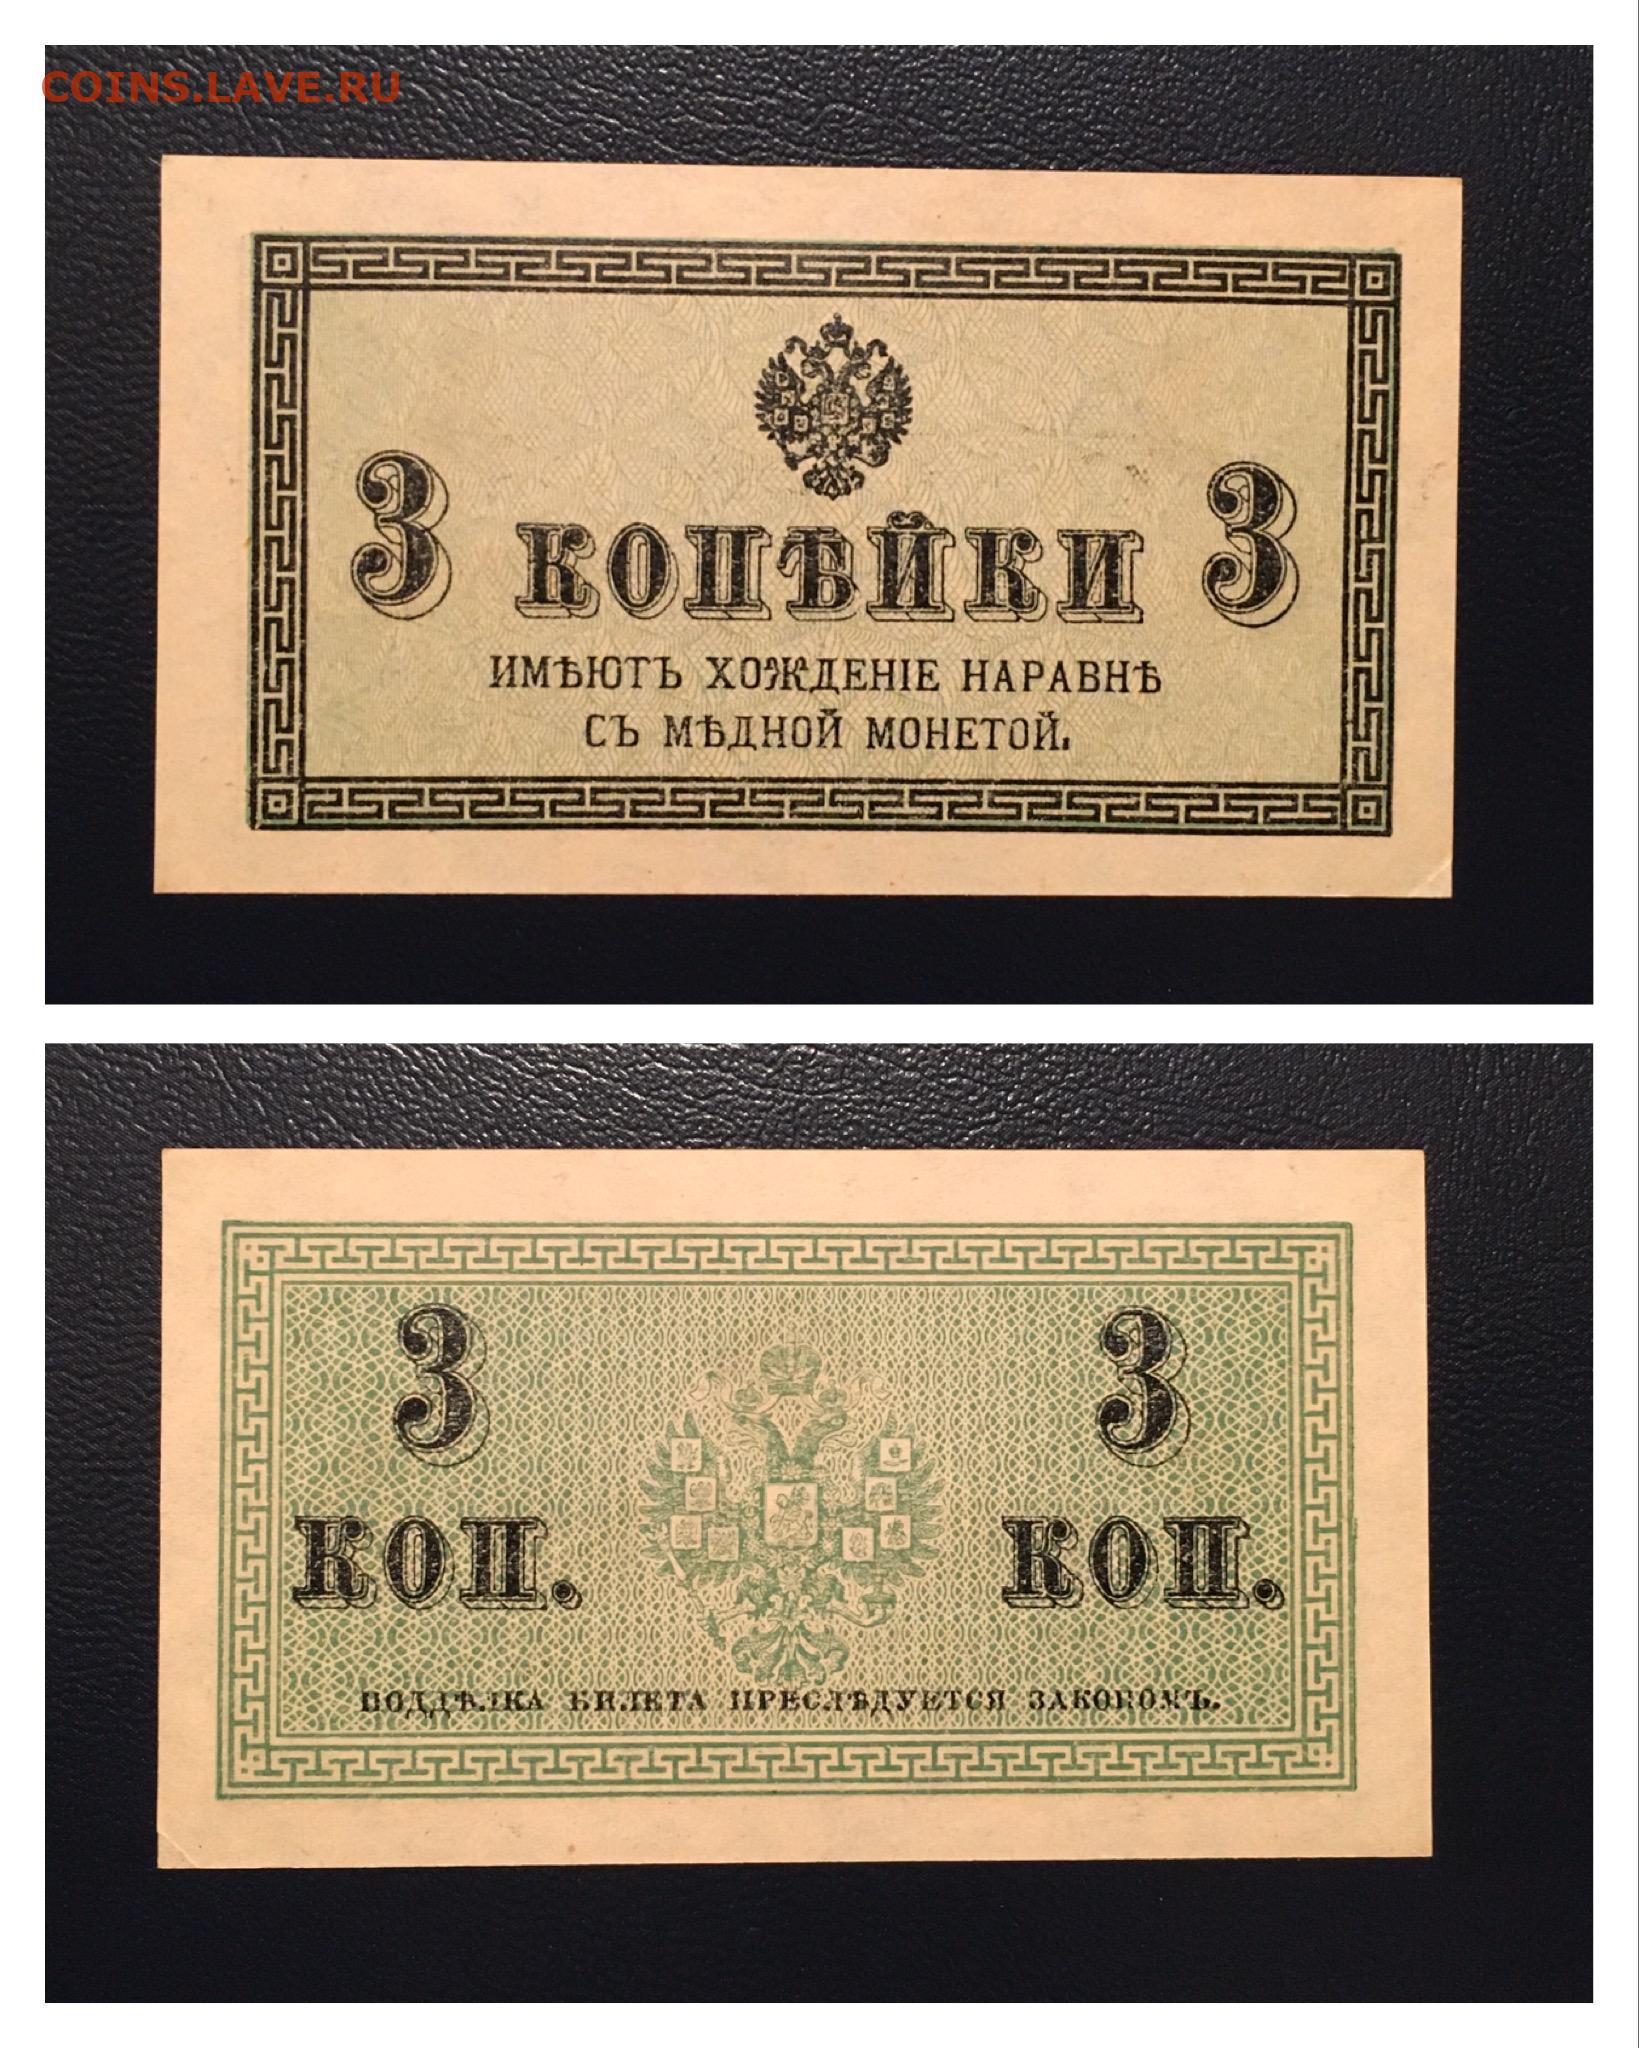 COINS.LAVE.RU
3 КОПѢЙКИ 3
ИМѢЮТЪ ХОЖДЕНІЕ НАРАВНѢ
СЪ МѢДНОЙ МОНЕТОЙ.
3 3
КОП. КОП.
ПОДДѢЛКА БИЛЕТА ПРЕСЛѢДУЕТСЯ ЗАКОНОМЪ.